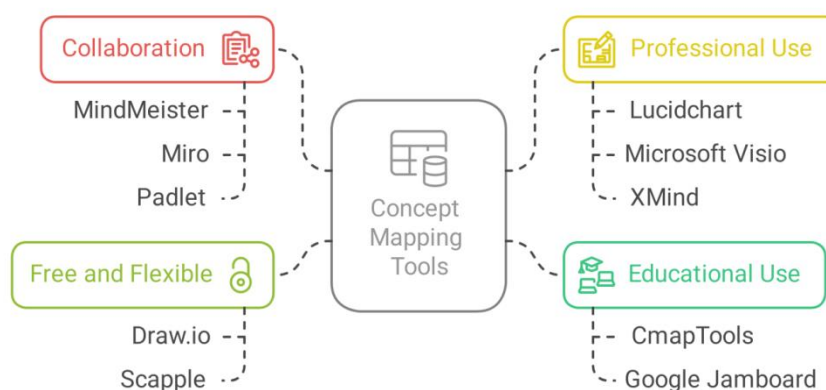 Collaboration
MindMeister
Miro
Padlet
Free and Flexible
Draw.io
Scapple
Concept
Mapping
Tools
Professional Use
Lucidchart
Microsoft Visio
XMind
Educational Use
CmapTools
Google Jamboard